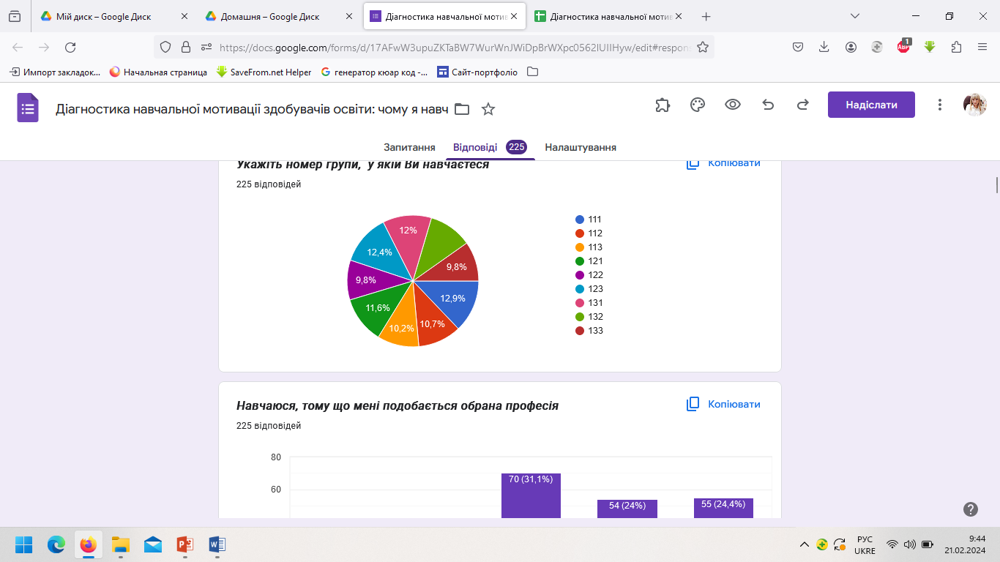 Мій диск – Google Диск
Домашня – Google Диск
Діагностика навчальної мотив
Діагностика навчальної мотив
https://docs.google.com/forms/d/17AFwW3upuZKTaBW7WurWnJWiDpBrWXpc0562IUIIHyw/edit#respon
1
ABP
Импорт закладок...
Начальная страница
SaveFrom.net Helper
генератор кюар код -...
Сайт-портфоліо
Діагностика навчальної мотивації здобувачів освіти: чому я навч
Надіслати
Запитання
Відповіді 225
Налаштування
Укажіть номер групи, у якій Ви навчаєтеся
Копіювати
225 відповідей
12%
12,4%
9,8%
9,8%
12,9%
11,6%
10,7%
10,2%
111
112
113
121
122
123
131
132
133
Навчаюся, тому що мені подобається обрана професія
Копіювати
225 відповідей
80
60
70 (31,1%)
54 (24%)
55 (24,4%)
РУС
UKRE
9:44
21.02.2024